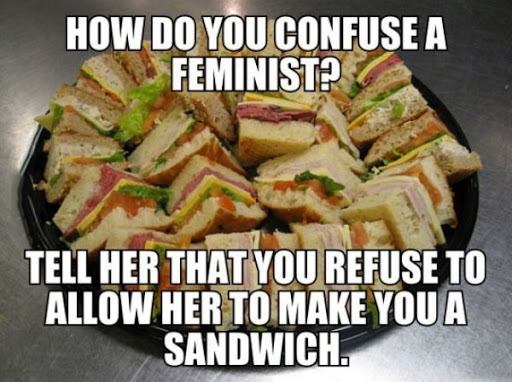 HOW DO YOU CONFUSE A
FEMINIST?
TELL HER THAT YOU REFUSE TO
ALLOW HER TO MAKE YOU A
SANDWICH.